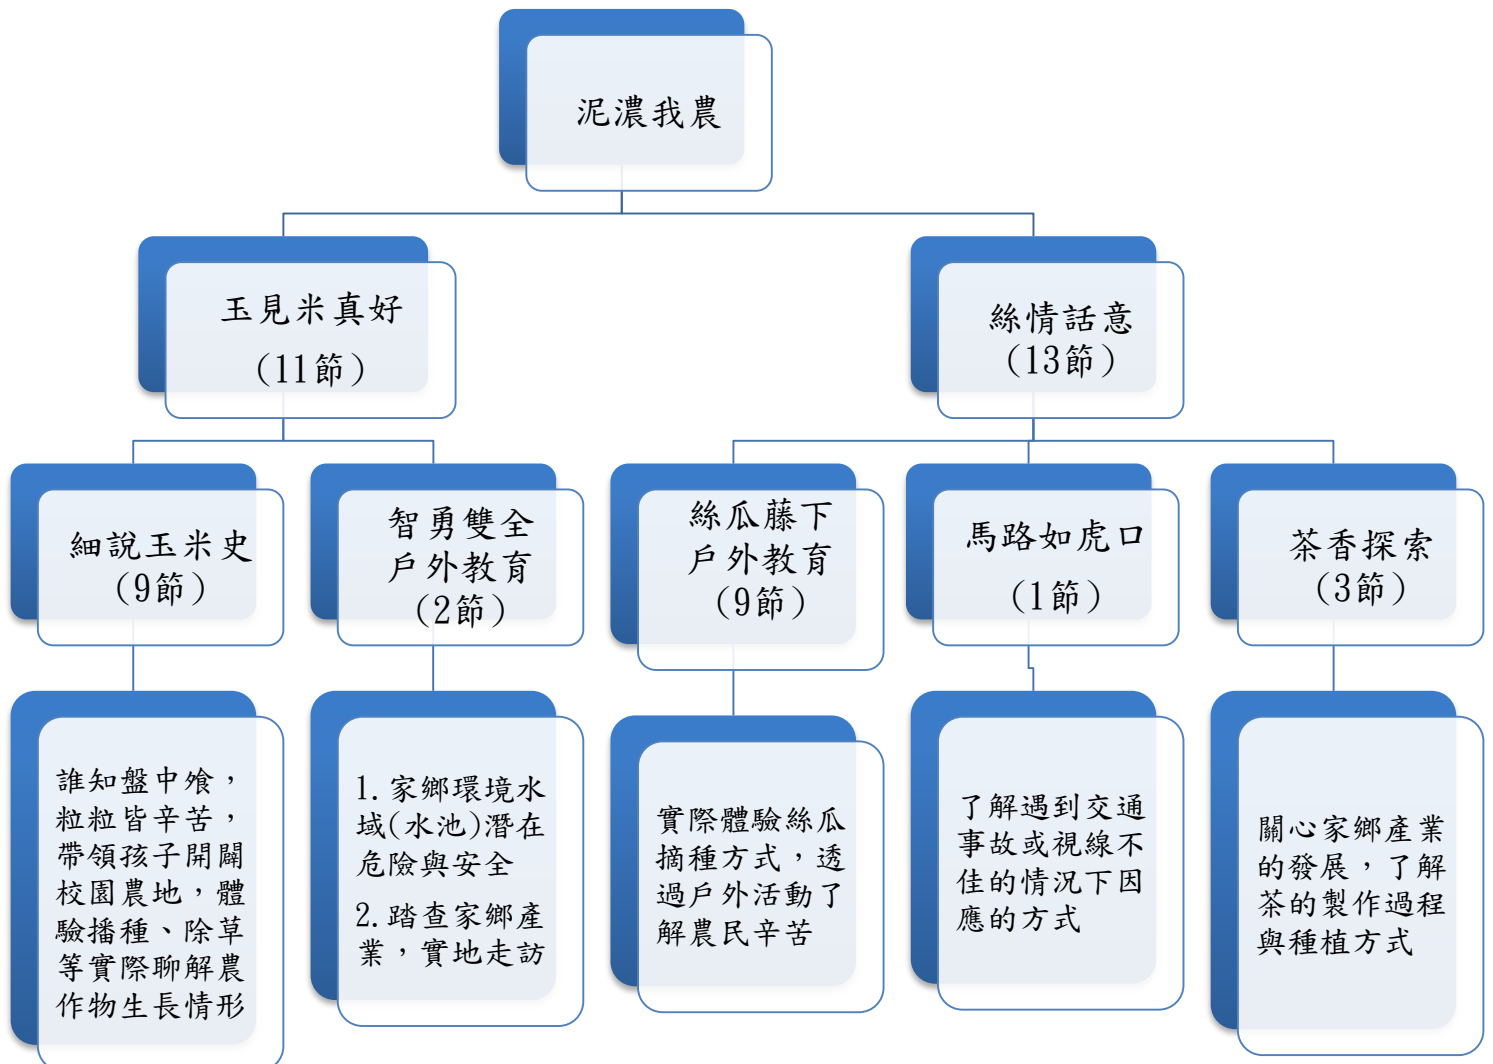 泥濃我農
玉見米真好
(11節)
絲情話意
(13節)
細說玉米史
(9節)
智勇雙全
戶外教育
(2節)
絲瓜藤下
戶外教育
(9節)
馬路如虎口
(1節)
茶香探索
(3節)
誰知盤中飧，
粒粒皆辛苦，
帶領孩子開闢
校園農地，體
驗播種、除草
等實際聊解農
作物生長情形
1.家鄉環境水
域(水池)潛在
危險與安全
2.踏查家鄉產
業，實地走訪
實際體驗絲瓜
摘種方式，透
過戶外活動了
解農民辛苦
了解遇到交通
事故或視線不
佳的情況下因
應的方式
關心家鄉產業
的發展，了解
茶的製作過程
與種植方式